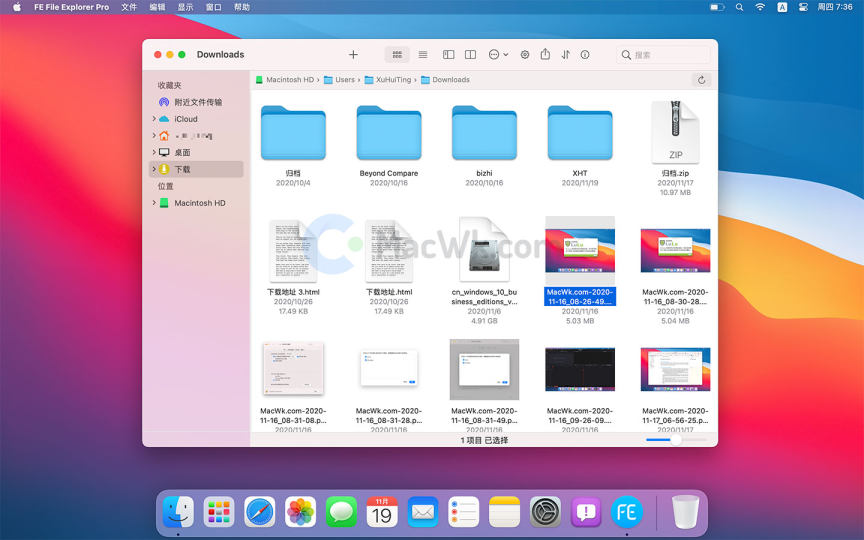 FE File Explorer Pro 文件 编辑 显示 窗口 帮助 A 周四 7:36
Downloads
搜索
Macintosh HD › Users › XuHuiTing › Downloads
收藏夹
附近文件传输
iCloud
桌面
下载
位置
Macintosh HD
归档 Beyond Compare bizhi XHT 归档.zip
2020/10/4 2020/10/16 2020/10/16 2020/11/19 2020/11/17
10.97 MB
ZIP
MacWk.com
下载地址 3.html 下载地址.html cn_windows_10_bu MacWk.com-2020- MacWk.com-2020-
siness_editions_v... 11-16_08-26-49.... 11-16_08-30-28....
2020/10/26 2020/10/26 2020/11/6 2020/11/16 2020/11/16
17.49 KB 17.49 KB 4.91 GB 5.03 MB 5.04 MB
MacWk.com-2020- MacWk.com-2020- MacWk.com-2020- MacWk.com-2020- MacWk.com-2020-
11-16_08-31-08.p... 11-16_08-31-28.p... 11-16_08-31-49.p... 11-16_09-26-09.... 11-17_06-56-25.p...
2020/11/16 2020/11/16 2020/11/16 2020/11/16 2020/11/17
1 项目 已选择
11月
19
FE